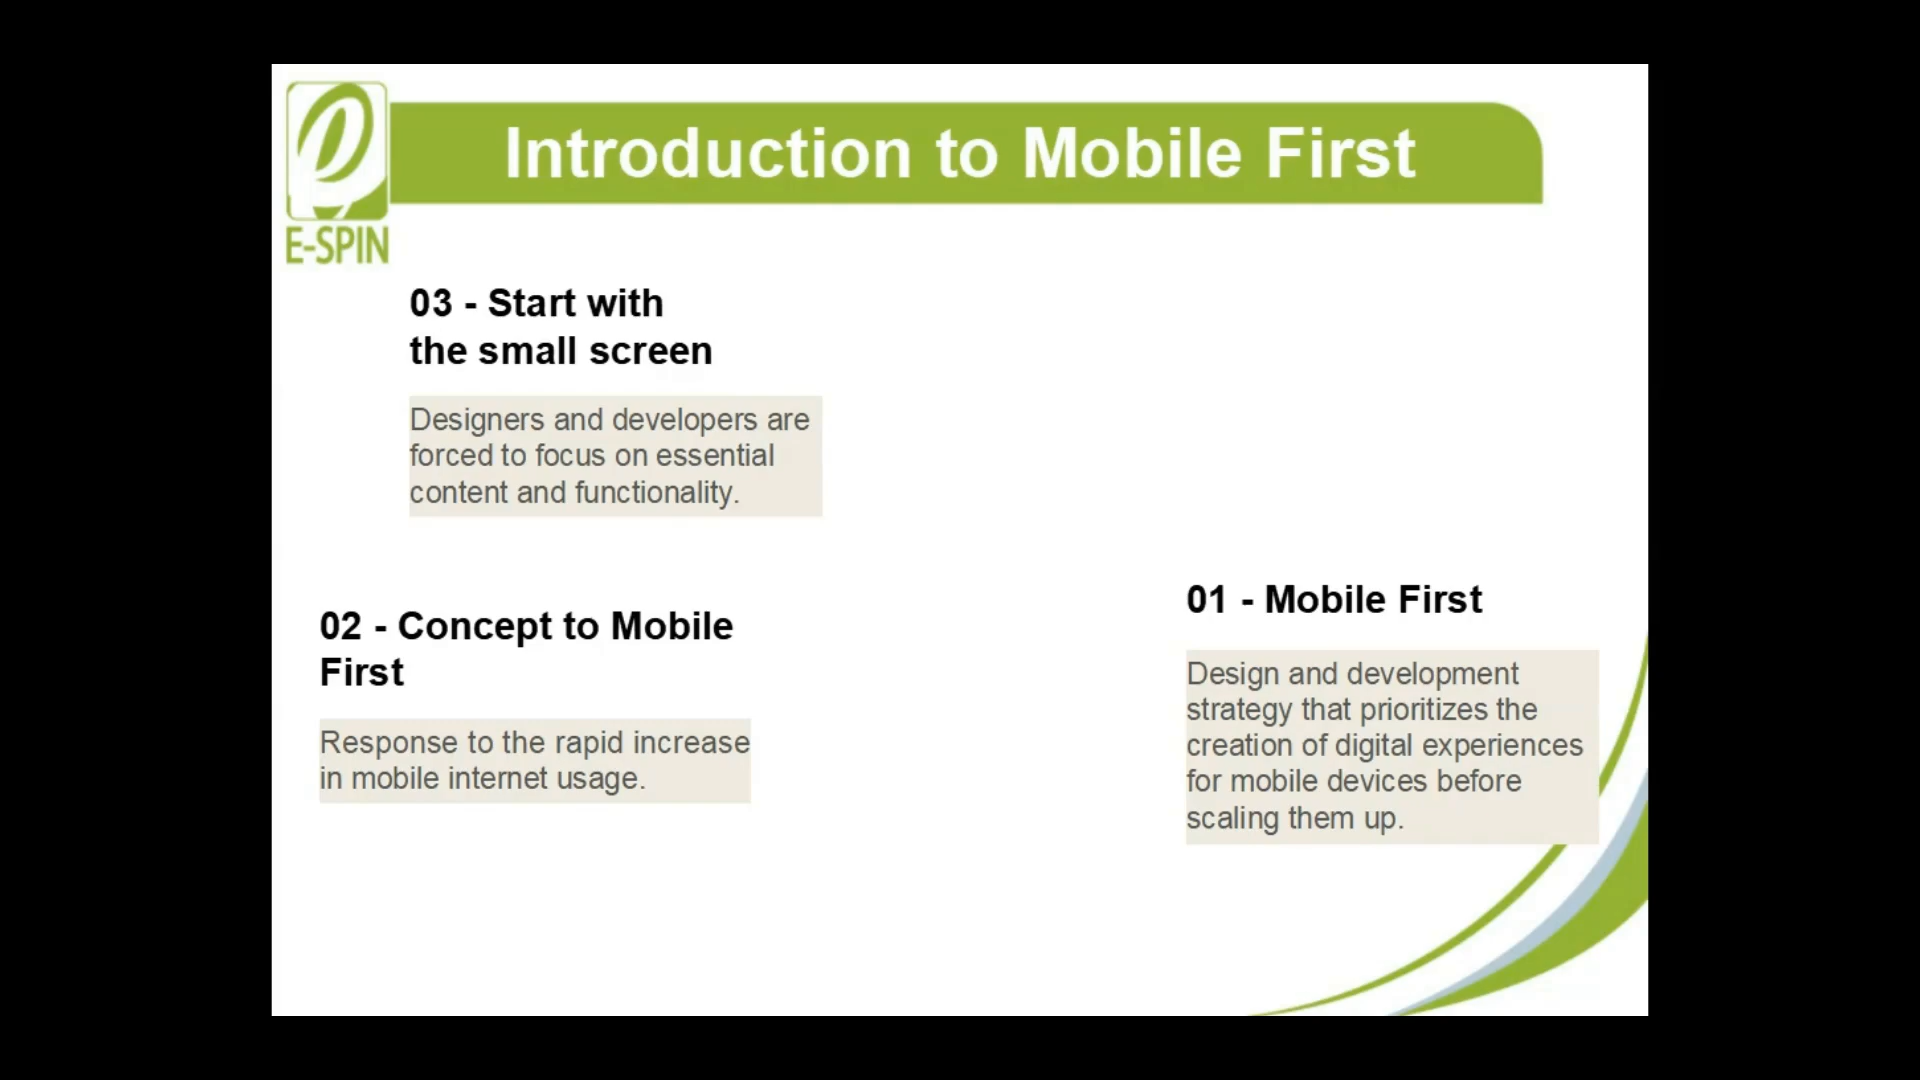 Introduction to Mobile First
E-SPIN
03 - Start with
the small screen
Designers and developers are
forced to focus on essential
content and functionality.
02 - Concept to Mobile
First
Response to the rapid increase
in mobile internet usage.
01 - Mobile First
Design and development
strategy that prioritizes the
creation of digital experiences
for mobile devices before
scaling them up.